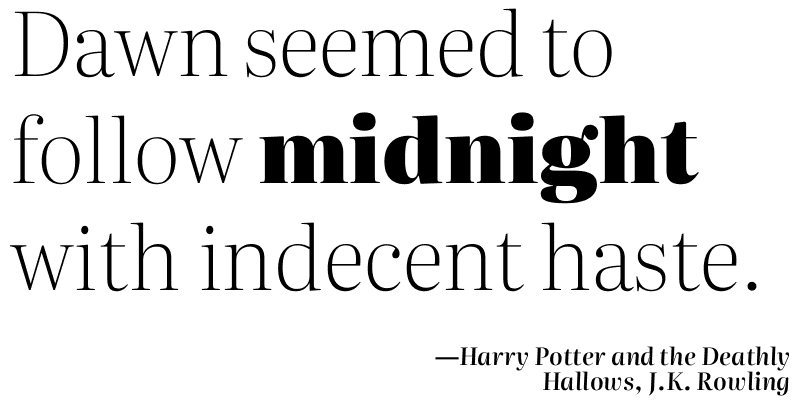 Dawn seemed to
follow midnight
with indecent haste.
—Harry Potter and the Deathly
Hallows, J.K. Rowling